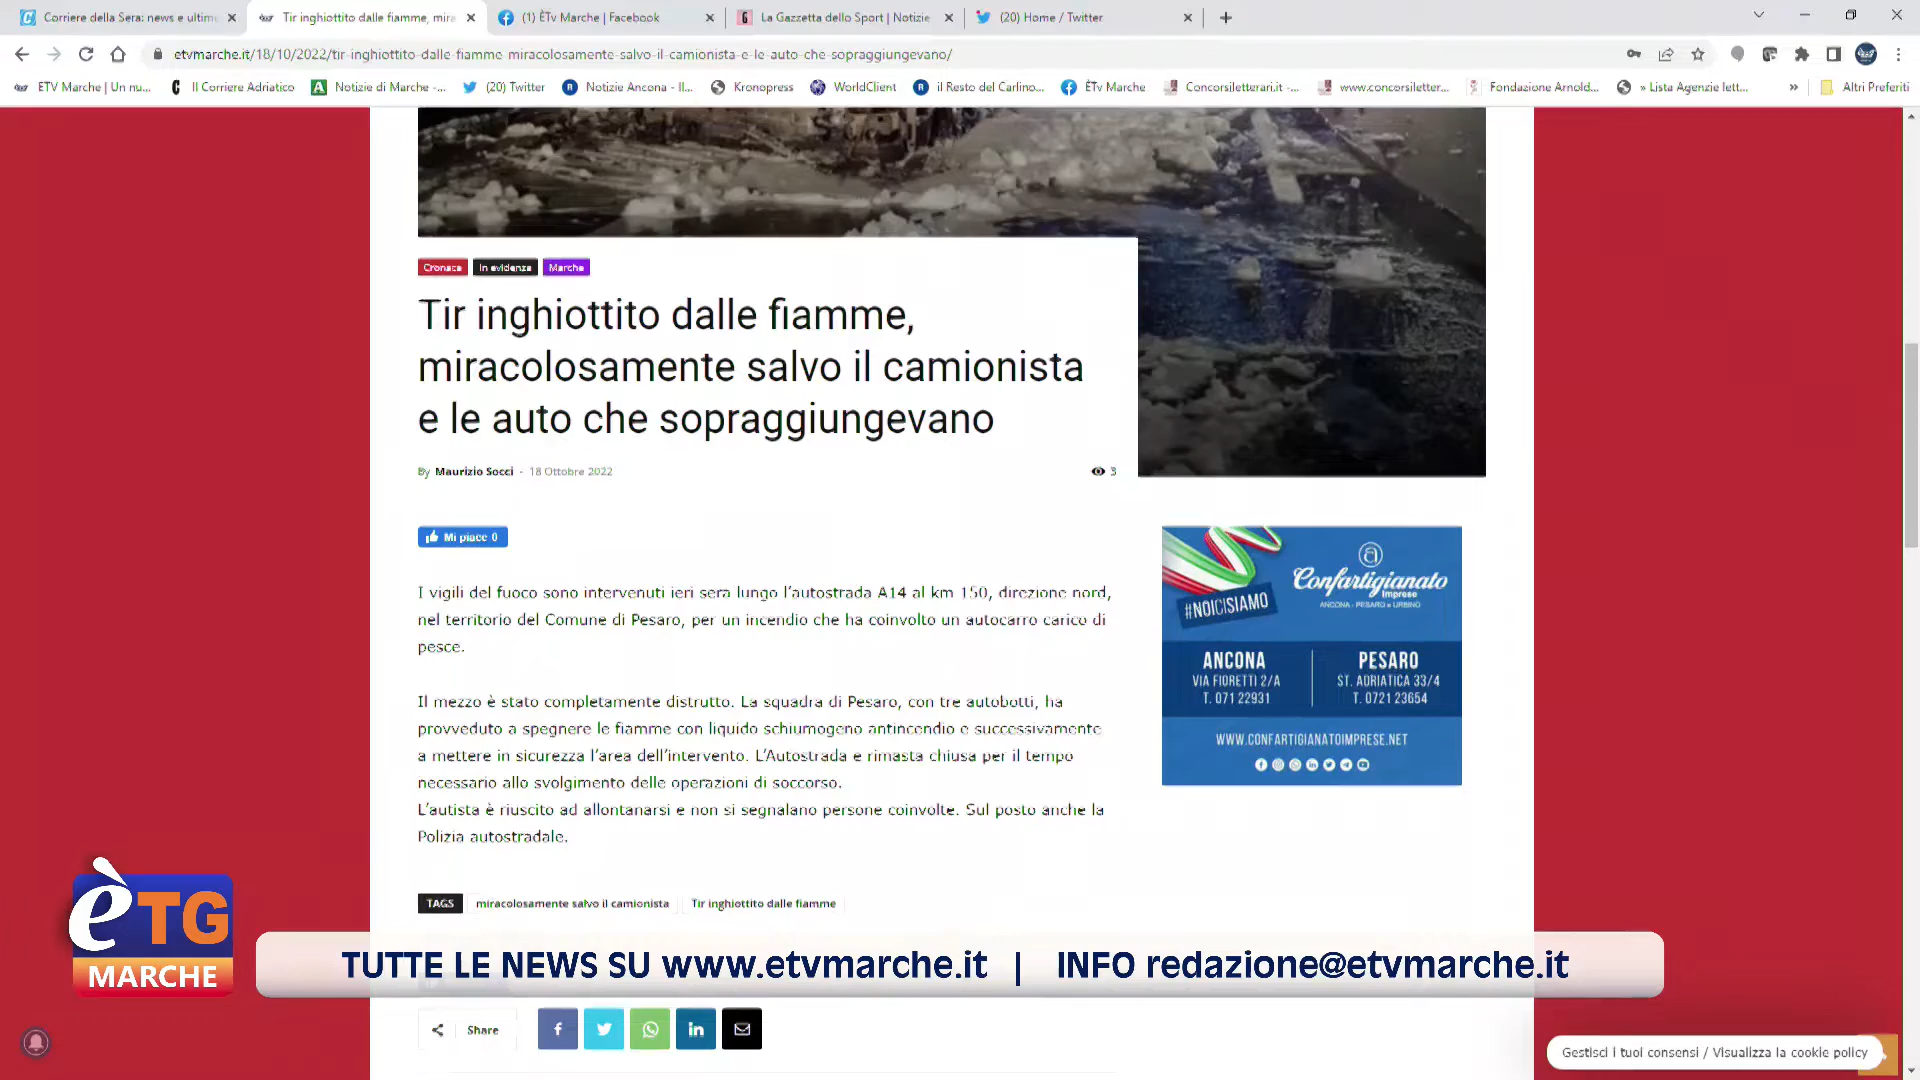 Corriere della Sera: news e ultim
Tir inghiottito dalle fiamme, mira
(1) ÈTv Marche | Facebook
La Gazzetta dello Sport | Notizie
(20) Home / Twitter
etvmarche.it/18/10/2022/tir-inghiottito-dalle-fiamme-miracolosamente-salvo-il-camionista-e-le-auto-che-sopraggiungevano/
ETV Marche | Un nu...
Il Corriere Adriatico
Notizie di Marche -...
(20) Twitter
Notizie Ancona - Il...
Kronopress
WorldClient
il Resto del Carlino...
ÈTv Marche
Concorsiletterari.it -...
www.concorsiletter...
Fondazione Arnold...
» Lista Agenzie lett...
»
Altri Preferiti
Cronaca In evidenza Marche
Tir inghiottito dalle fiamme,
miracolosamente salvo il camionista
e le auto che sopraggiungevano
By Maurizio Socci - 18 Ottobre 2022
3
Mi piace 0
I vigili del fuoco sono intervenuti ieri sera lungo l'autostrada A14 al km 150, direzione nord,
nel territorio del Comune di Pesaro, per un incendio che ha coinvolto un autocarro carico di
pesce.
Il mezzo è stato completamente distrutto. La squadra di Pesaro, con tre autobotti, ha
provveduto a spegnere le fiamme con liquido schiumogeno antincendio e successivamente
a mettere in sicurezza l'area dell'intervento. L'Autostrada e rimasta chiusa per il tempo
necessario allo svolgimento delle operazioni di soccorso.
L'autista è riuscito ad allontanarsi e non si segnalano persone coinvolte. Sul posto anche la
Polizia autostradale.
#NOICISIAMO
Confartigianato
Imprese
ANCONA - PESARO e URBINO
ANCONA
VIA FIORETTI 2/A
T. 071 22931
PESARO
ST. ADRIATICA 33/4
T. 0721 23654
WWW.CONFARTIGIANATOIMPRESE.NET
TAGS miracolosamente salvo il camionista Tir inghiottito dalle fiamme
èTG
MARCHE
TUTTE LE NEWS SU www.etvmarche.it | INFO redazione@etvmarche.it
Share
Gestisci i tuoi consensi / Visualizza la cookie policy